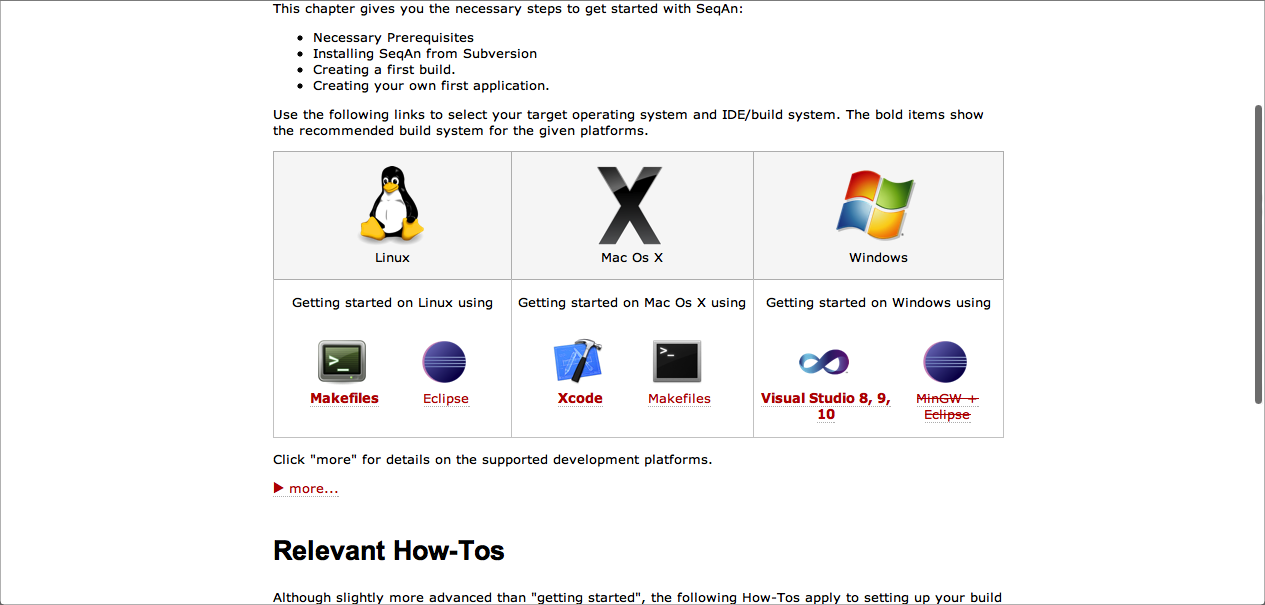 This chapter gives you the necessary steps to get started with SeqAn:
Necessary Prerequisites
Installing SeqAn from Subversion
Creating a first build.
Creating your own first application.
Use the following links to select your target operating system and IDE/build system. The bold items show
the recommended build system for the given platforms.
Linux
Mac Os X
Windows
Getting started on Linux using
Makefiles
Eclipse
Getting started on Mac Os X using
Xcode
Makefiles
Getting started on Windows using
Visual Studio 8, 9,
10
MinGW +
Eclipse
Click "more" for details on the supported development platforms.
more...
Relevant How-Tos
Although slightly more advanced than "getting started", the following How-Tos apply to setting up your build